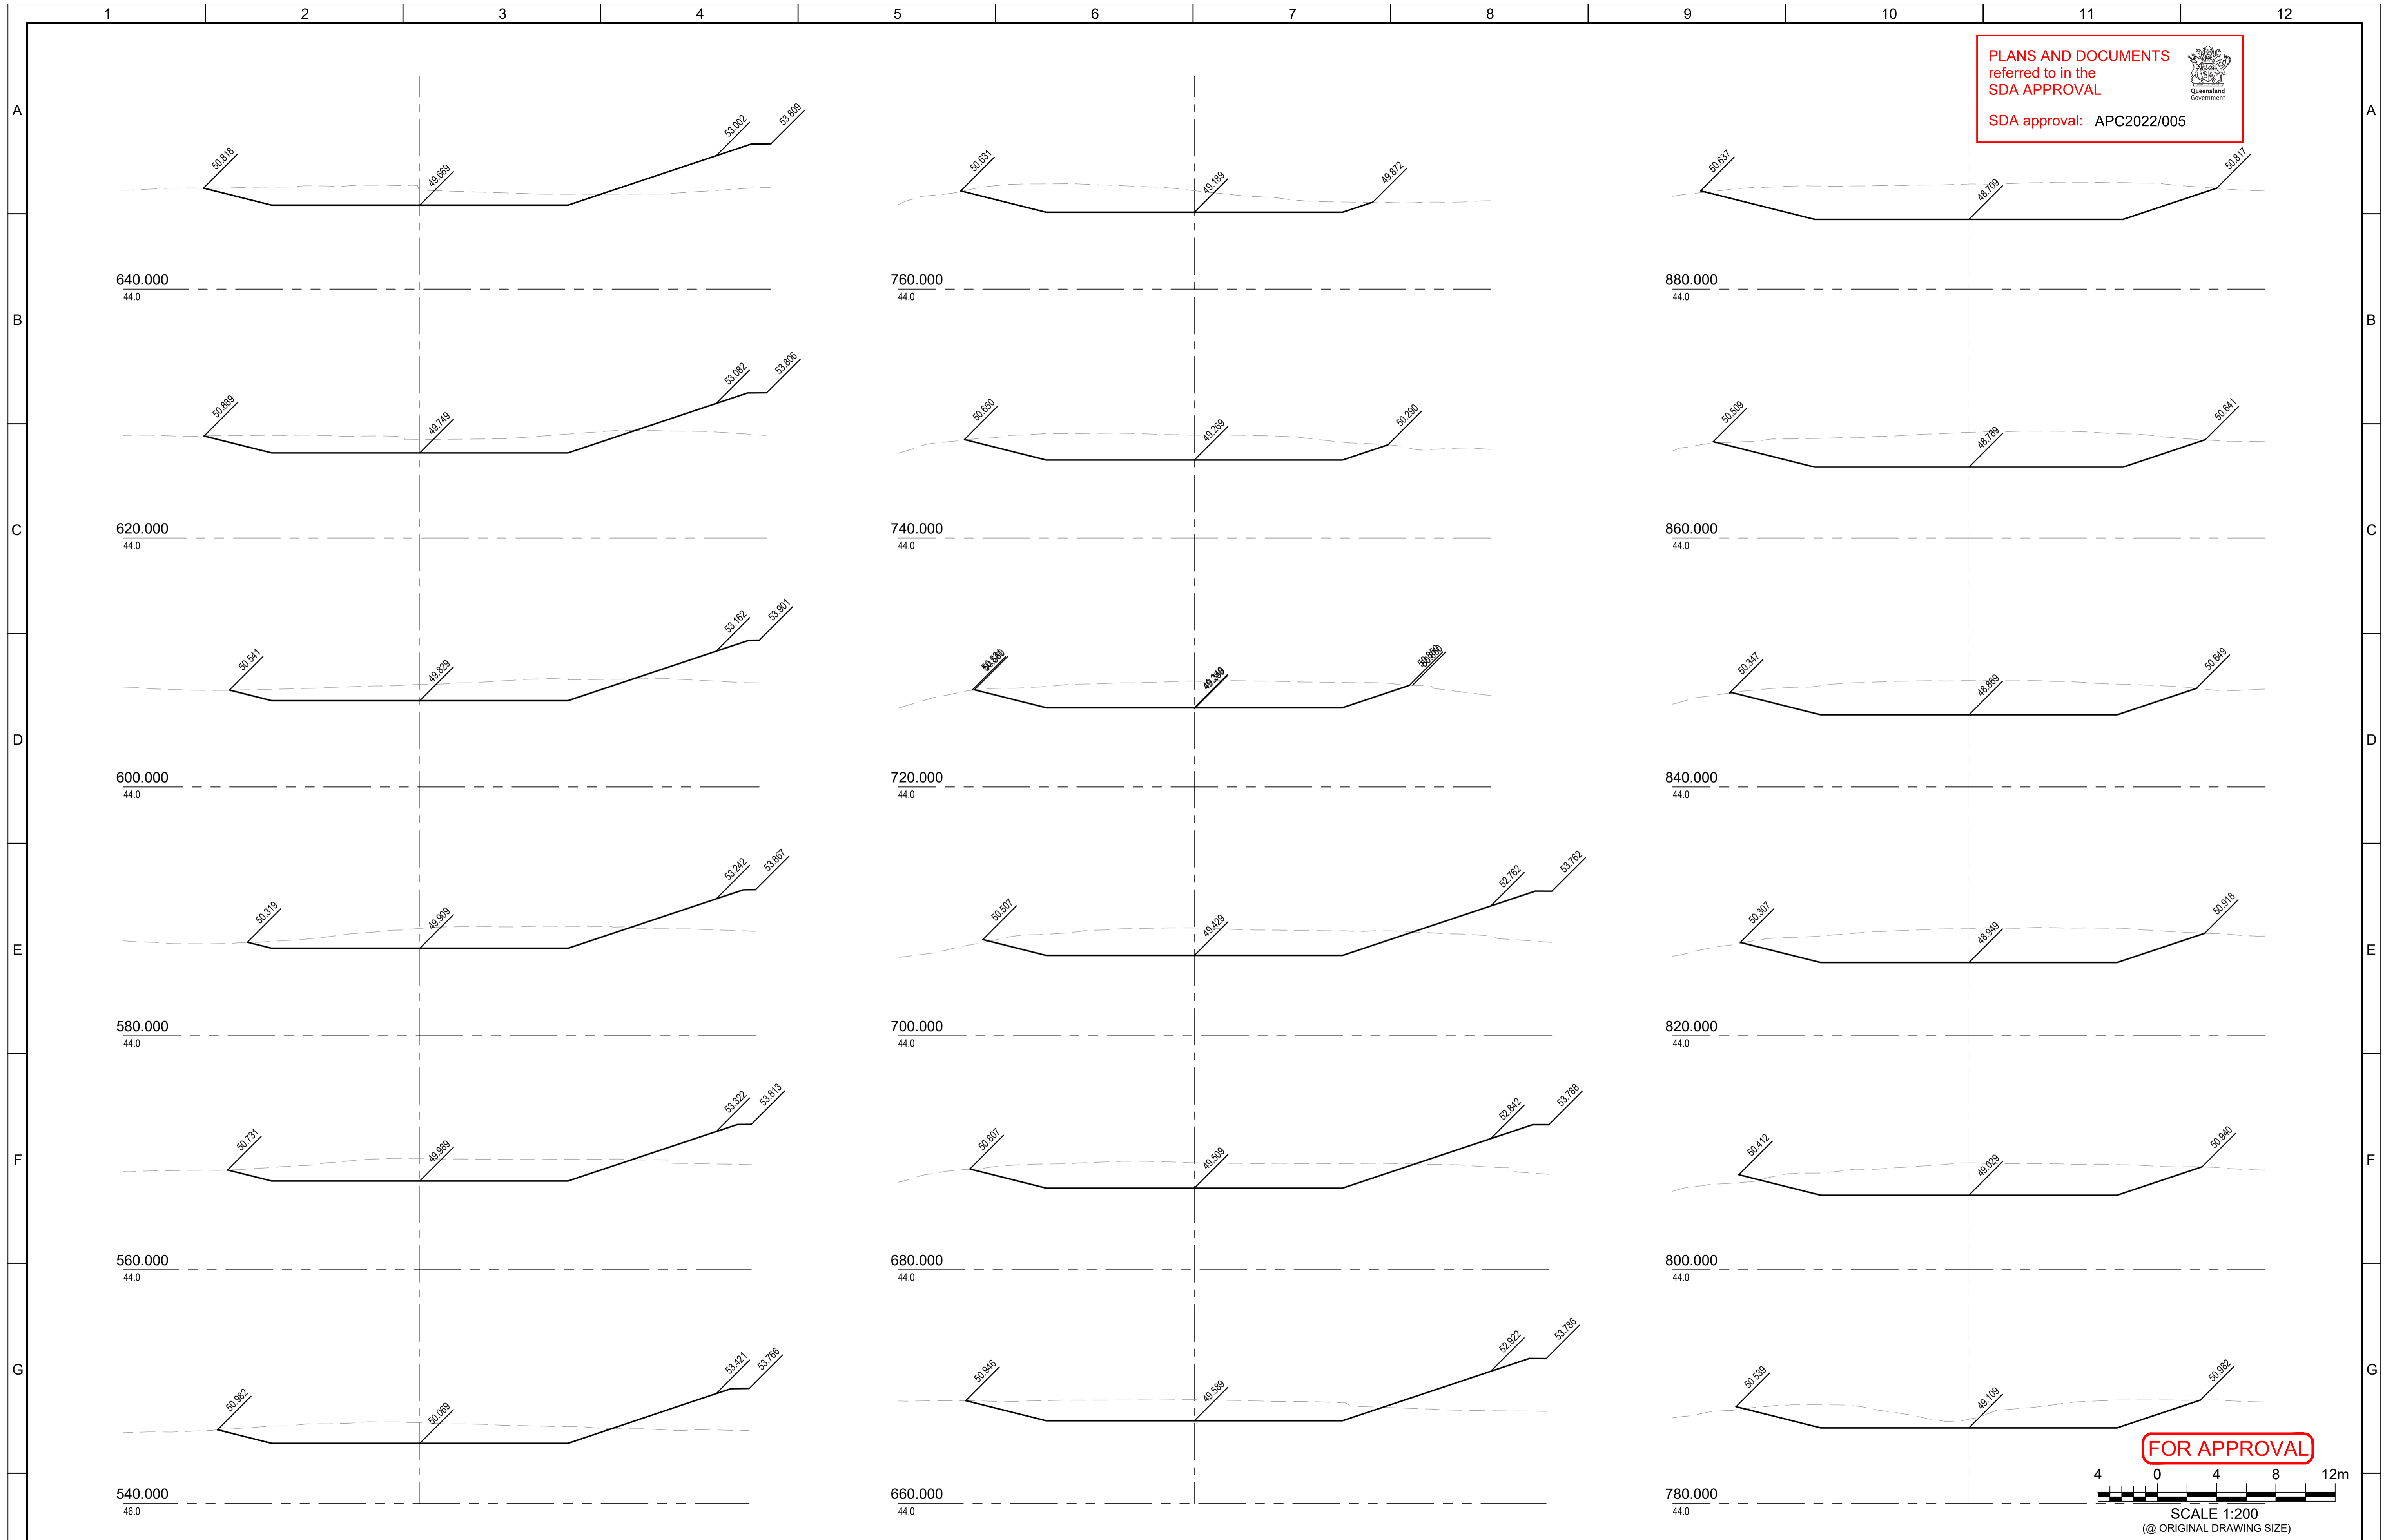 1 2 3 4 5 6 7 8 9 10 11 12
A
PLANS AND DOCUMENTS
referred to in the
SDA APPROVAL
SDA approval: APC2022/005
Queensland
Government
A
50.818 49.669 53.002 53.809
640.000
44.0
50.631 49.189 49.872
760.000
44.0
50.637 48.709 50.817
880.000
44.0
B
B
50.889 49.749 53.082 53.806
620.000
44.0
50.650 49.269 50.290
740.000
44.0
50.509 48.789 50.641
860.000
44.0
C
C
50.541 49.829 53.162 53.901
600.000
44.0
720.000
44.0
50.347 48.869 50.649
840.000
44.0
D
D
50.319 49.909 53.242 53.867
580.000
44.0
50.507 49.429 52.762 53.762
700.000
44.0
50.307 48.949 50.918
820.000
44.0
E
E
50.731 49.989 53.322 53.813
560.000
44.0
50.807 49.509 52.842 53.788
680.000
44.0
50.412 49.029 50.940
800.000
44.0
F
F
50.982 50.069 53.421 53.766
540.000
46.0
50.946 49.589 52.922 53.786
660.000
44.0
50.539 49.109 50.982
780.000
44.0
G
G
FOR APPROVAL
4 0 4 8 12m
SCALE 1:200
(@ ORIGINAL DRAWING SIZE)